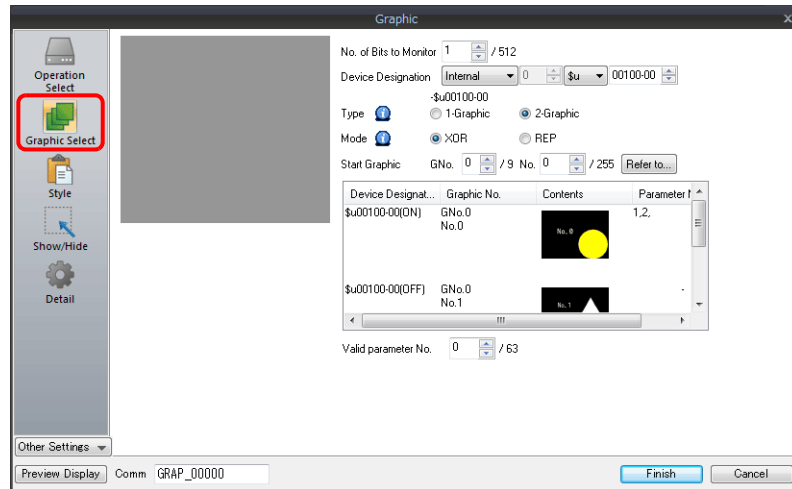 Graphic
x
Operation
Select
Graphic Select
Style
Show/Hide
Detail
Other Settings
No. of Bits to Monitor 1 / 512
Device Designation Internal 0 $u 00100-00
-$u00100-00
Type 1-Graphic 2-Graphic
Mode XOR REP
Start Graphic GNo. 0 / 9 No. 0 / 255 Refer to...
Device Designat... Graphic No. Contents Parameter
$u00100-00(ON) GNo.0 1,2,
No.0
No. 0
$u00100-00(OFF) GNo.0 .
No.1
No. 1
Valid parameter No. 0 / 63
Preview Display Comm GRAP_00000 Finish Cancel